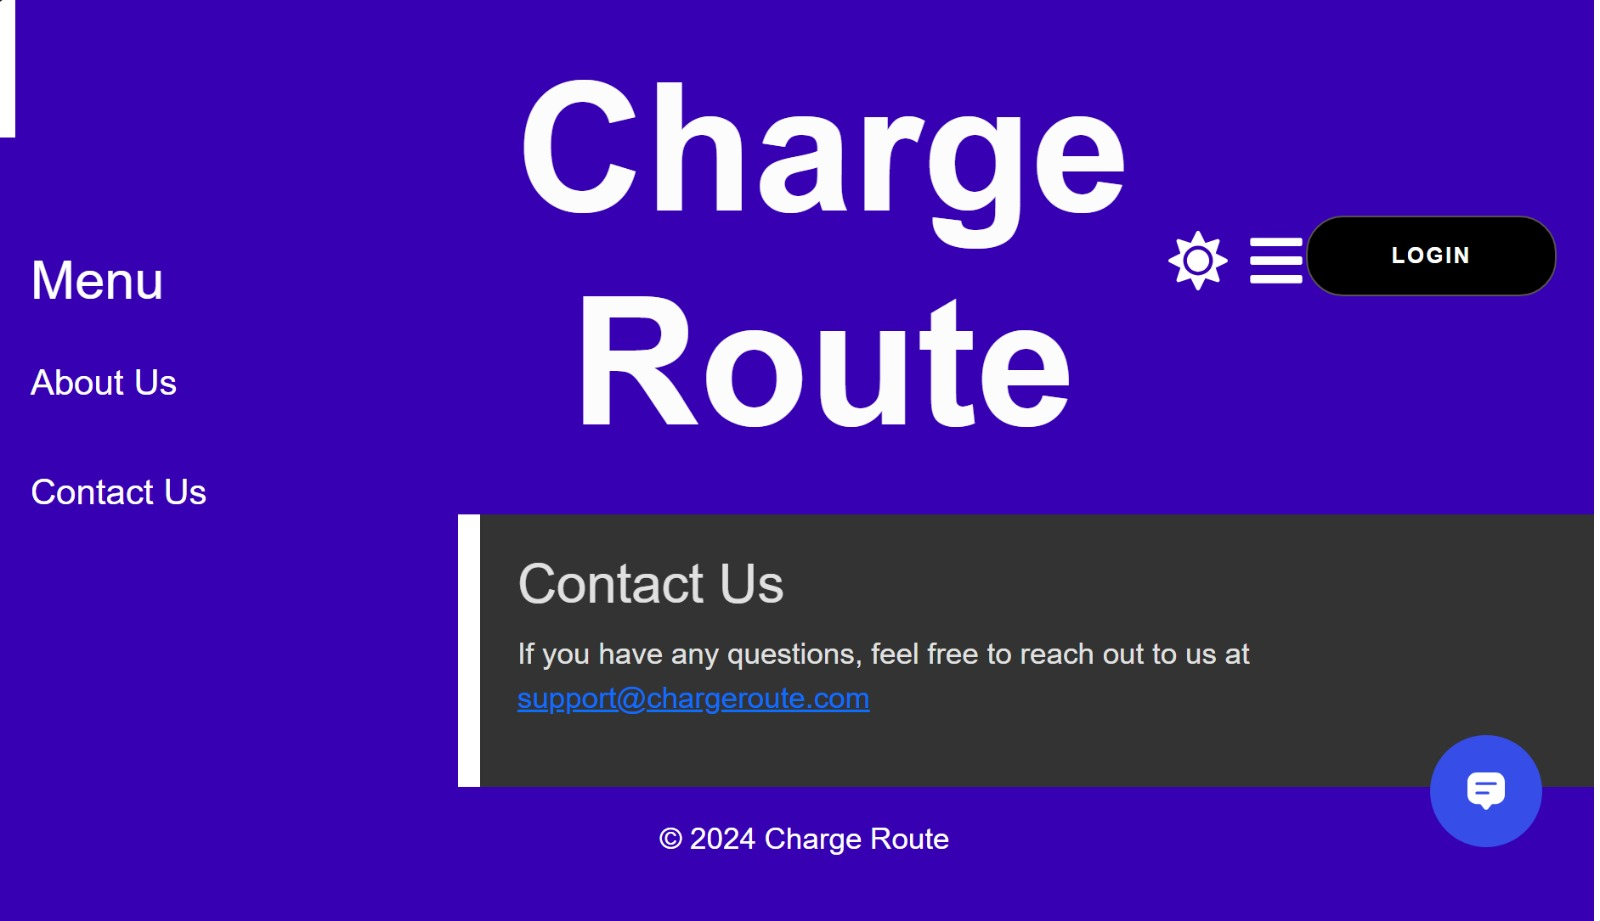 Charge
Route
LOGIN
Menu
About Us
Contact Us
Contact Us
If you have any questions, feel free to reach out to us at
support@chargeroute.com
© 2024 Charge Route